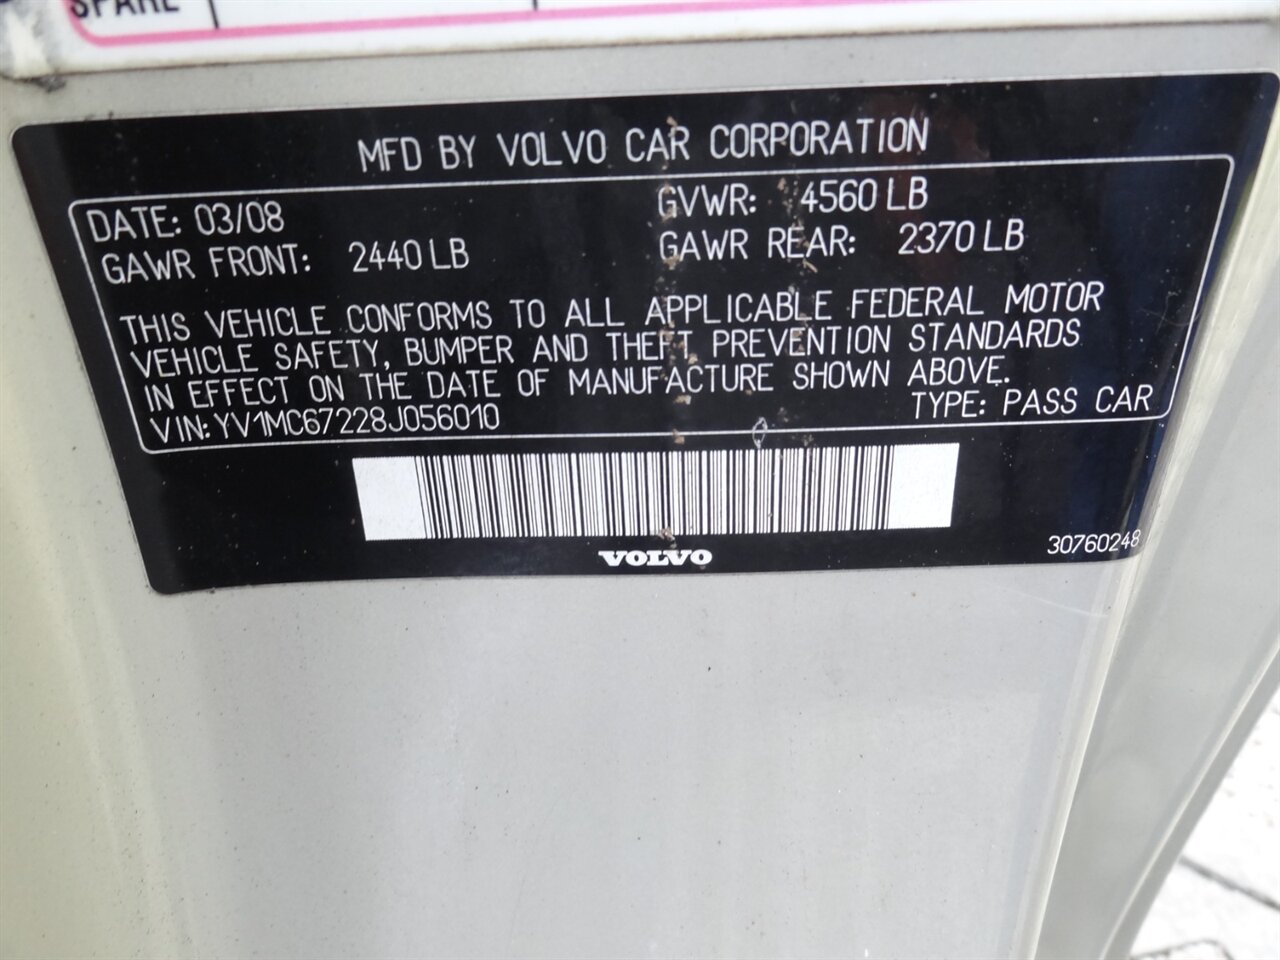 SPARE
MFD BY VOLVO CAR CORPORATION
DATE: 03/08 GVWR: 4560 LB
GAWR FRONT: 2440 LB GAWR REAR: 2370 LB
THIS VEHICLE CONFORMS TO ALL APPLICABLE FEDERAL MOTOR
VEHICLE SAFETY, BUMPER AND THEFT PREVENTION STANDARDS
IN EFFECT ON THE DATE OF MANUFACTURE SHOWN ABOVE.
VIN: YV1MC67228J056010 TYPE: PASS CAR
VOLVO
30760248